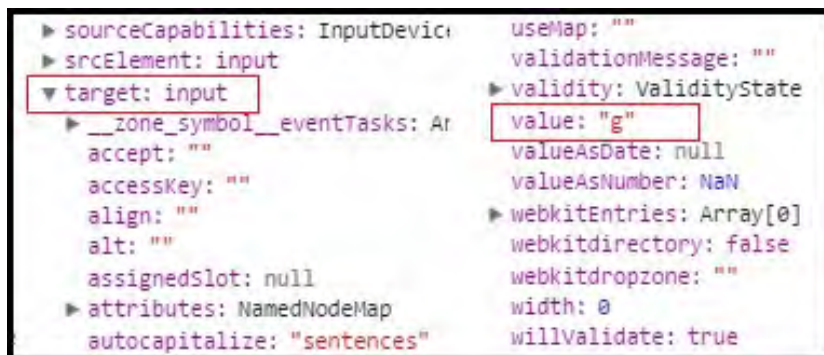 sourceCapabilities: InputDevic
srcElement: input
target: input
__zone_symbol__eventTasks: Ar
accept: ""
accessKey: ""
align: ""
alt: ""
assignedSlot: null
attributes: NamedNodeMap
autocapitalize: "sentences"
useMap: ""
validationMessage: ""
validity: ValidityState
value: "g"
valueAsDate: null
valueAsNumber: NaN
webkitEntries: Array[0]
webkitdirectory: false
webkitdropzone: ""
width: 0
willValidate: true